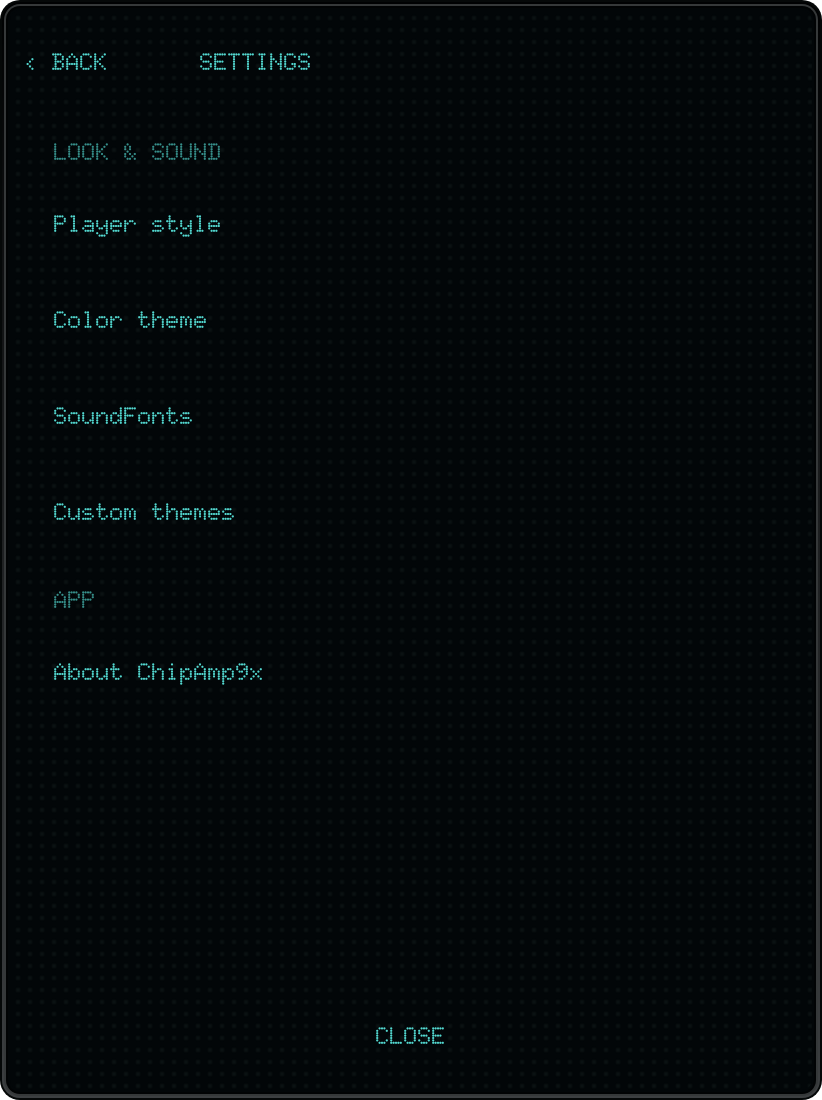 ‹ BACK SETTINGS
LOOK & SOUND
Player style
Color theme
SoundFonts
Custom themes
APP
About ChipAmp9x
CLOSE